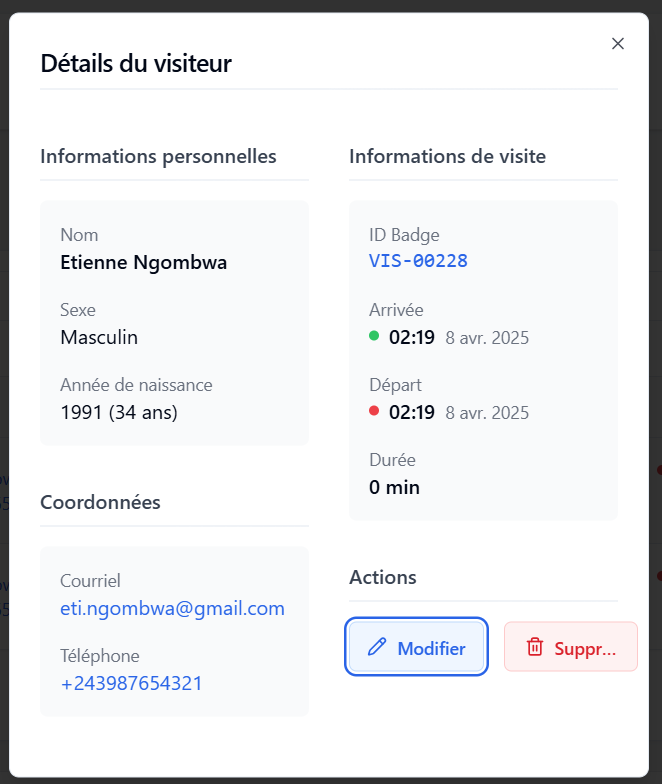 Détails du visiteur
Informations personnelles
Nom
Etienne Ngombwa
Sexe
Masculin
Année de naissance
1991 (34 ans)
Coordonnées
Courriel
eti.ngombwa@gmail.com
Téléphone
+243987654321
Informations de visite
ID Badge
VIS-00228
Arrivée
02:19 8 avr. 2025
Départ
02:19 8 avr. 2025
Durée
0 min
Actions
Modifier
Suppr...